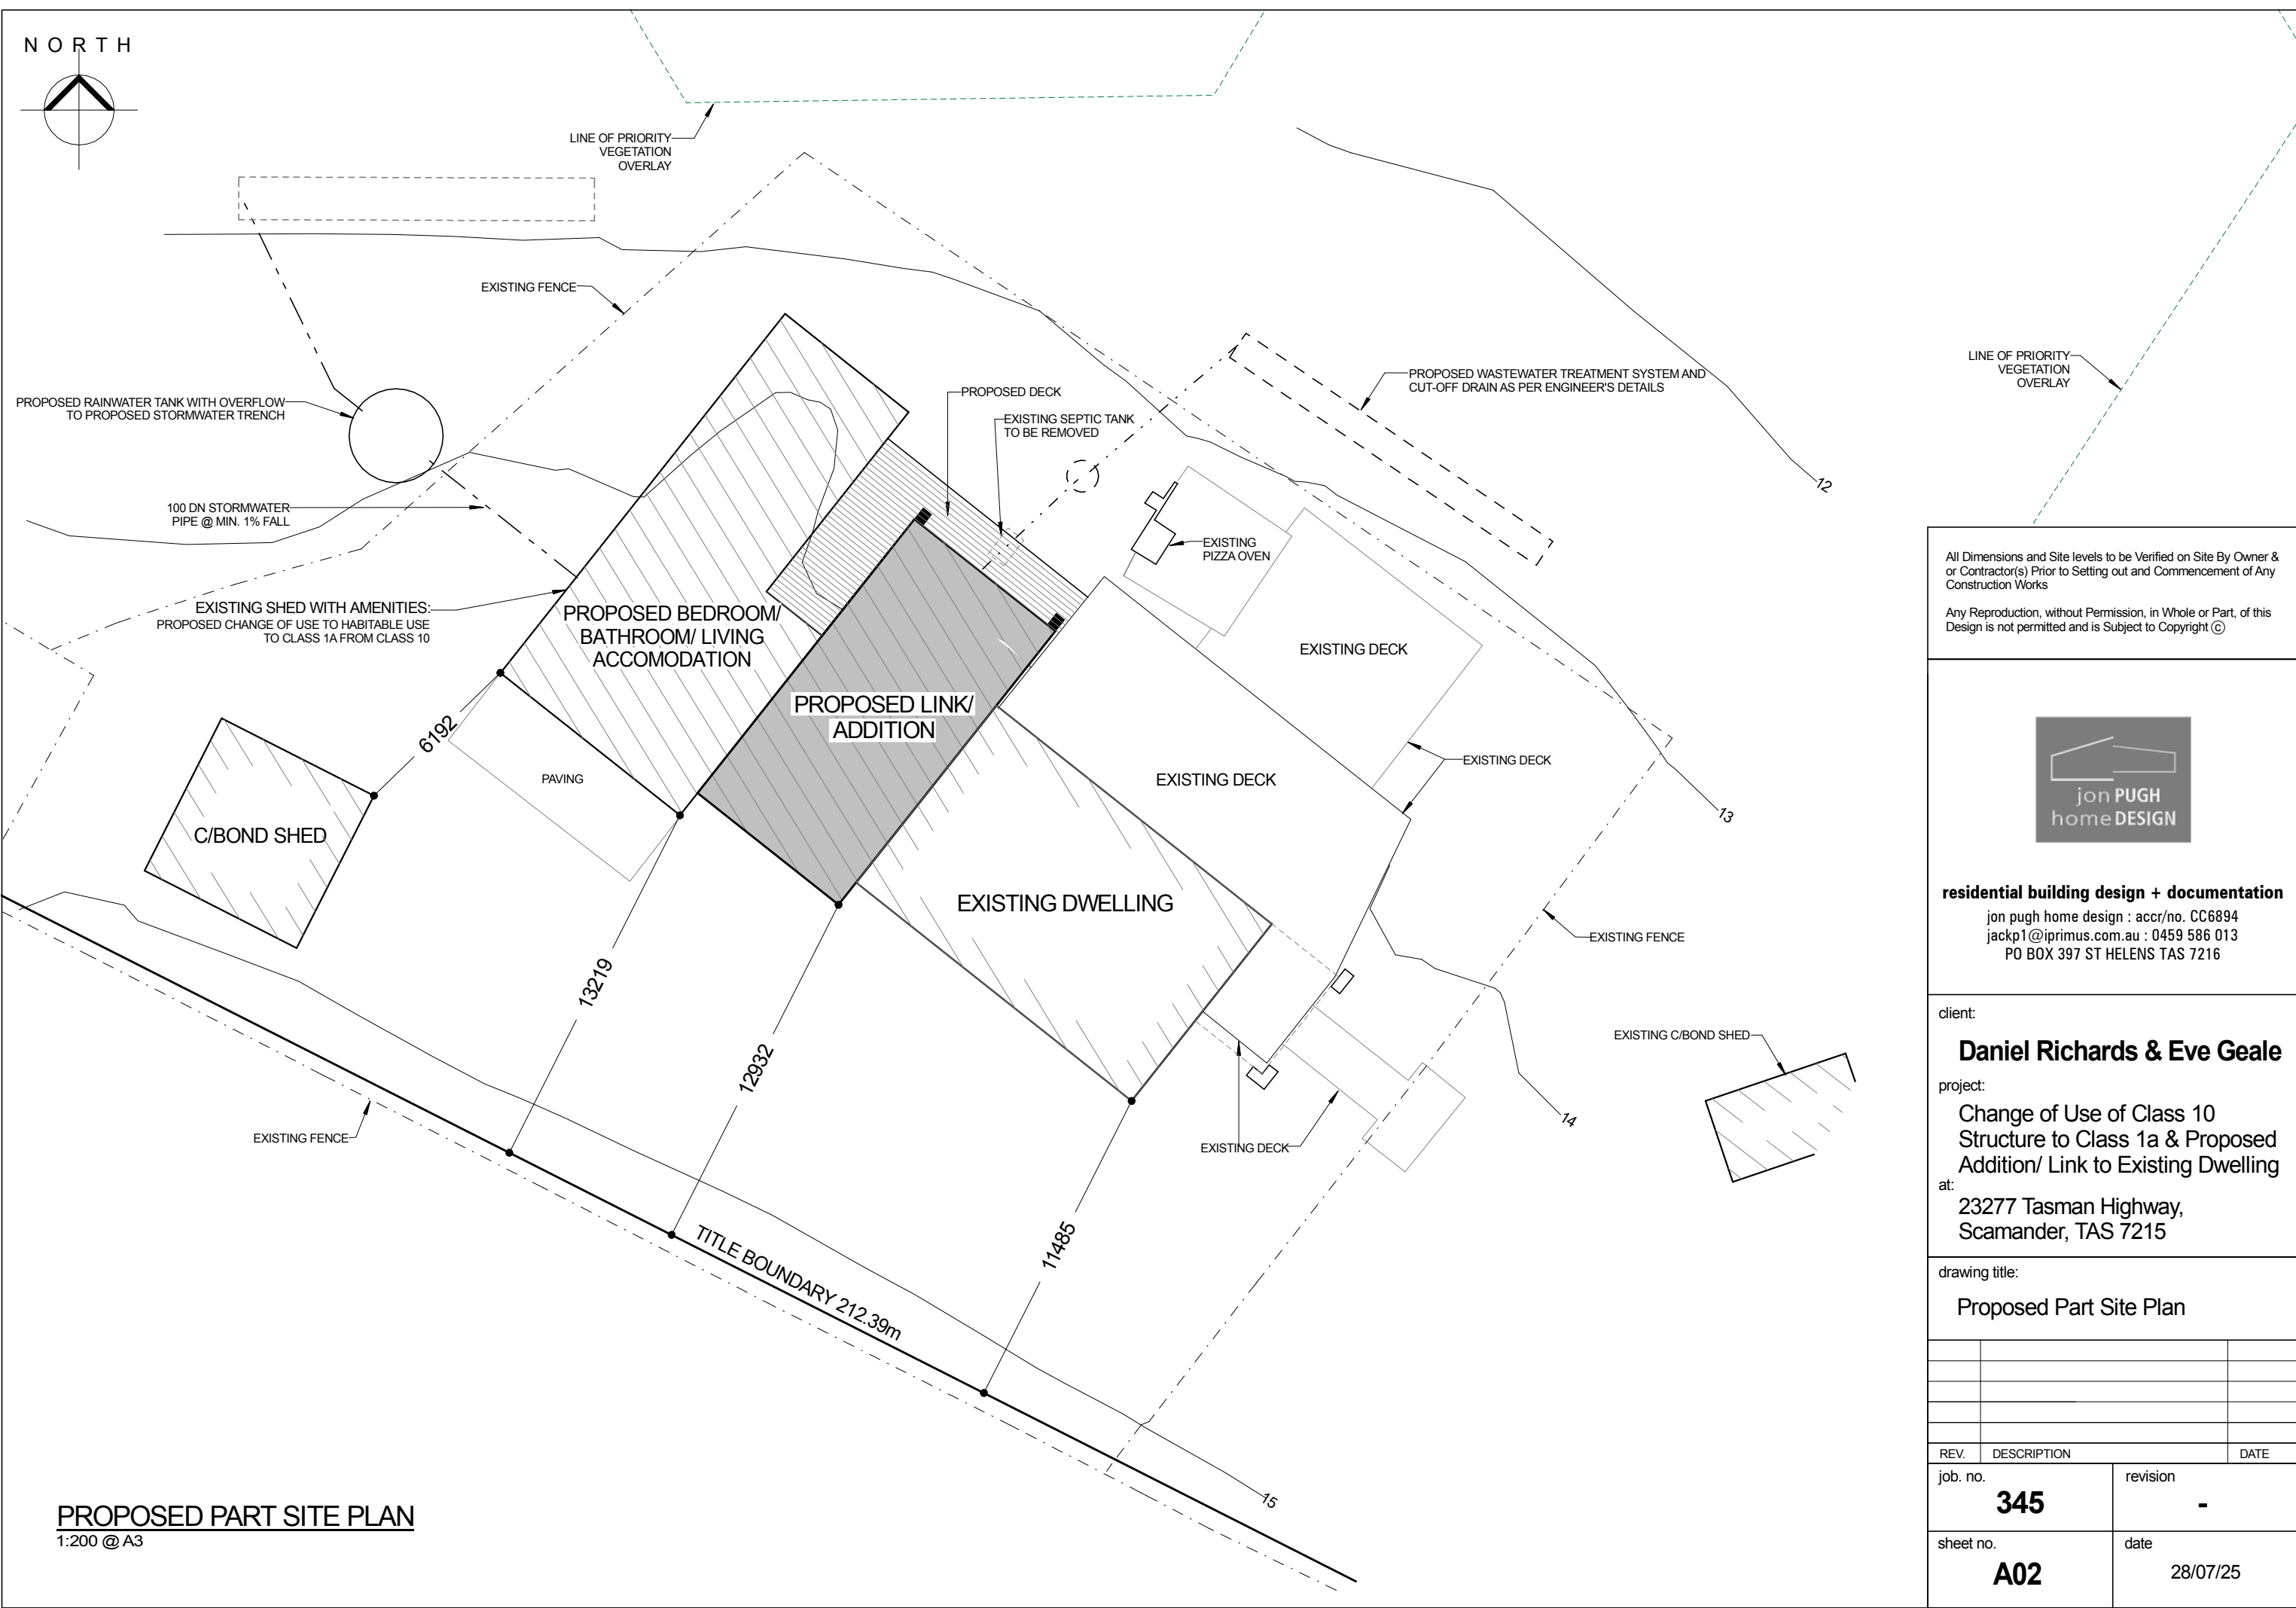 NORTH
LINE OF PRIORITY
VEGETATION
OVERLAY
EXISTING FENCE
PROPOSED RAINWATER TANK WITH OVERFLOW
TO PROPOSED STORMWATER TRENCH
100 DN STORMWATER
PIPE @ MIN. 1% FALL
EXISTING SHED WITH AMENITIES:
PROPOSED CHANGE OF USE TO HABITABLE USE
TO CLASS 1A FROM CLASS 10
PROPOSED DECK
EXISTING SEPTIC TANK
TO BE REMOVED
PROPOSED WASTEWATER TREATMENT SYSTEM AND
CUT-OFF DRAIN AS PER ENGINEER'S DETAILS
LINE OF PRIORITY
VEGETATION
OVERLAY
12
EXISTING
PIZZA OVEN
PROPOSED BEDROOM/
BATHROOM/ LIVING
ACCOMODATION
EXISTING DECK
PROPOSED LINK/
ADDITION
6192
PAVING
EXISTING DECK
EXISTING DECK
13
C/BOND SHED
EXISTING DWELLING
EXISTING FENCE
13219
12932
EXISTING C/BOND SHED
14
EXISTING FENCE
EXISTING DECK
11485
TITLE BOUNDARY 212.39m
15
PROPOSED PART SITE PLAN
1:200 @ A3
All Dimensions and Site levels to be Verified on Site By Owner &
or Contractor(s) Prior to Setting out and Commencement of Any
Construction Works
Any Reproduction, without Permission, in Whole or Part, of this
Design is not permitted and is Subject to Copyright ©
jon PUGH
home DESIGN
residential building design + documentation
jon pugh home design : accr/no. CC6894
jackp1@iprimus.com.au : 0459 586 013
PO BOX 397 ST HELENS TAS 7216
client:
Daniel Richards & Eve Geale
project:
Change of Use of Class 10
Structure to Class 1a & Proposed
Addition/ Link to Existing Dwelling
at:
23277 Tasman Highway,
Scamander, TAS 7215
drawing title:
Proposed Part Site Plan
REV. DESCRIPTION DATE
job. no. revision
345 -
sheet no. date
A02 28/07/25